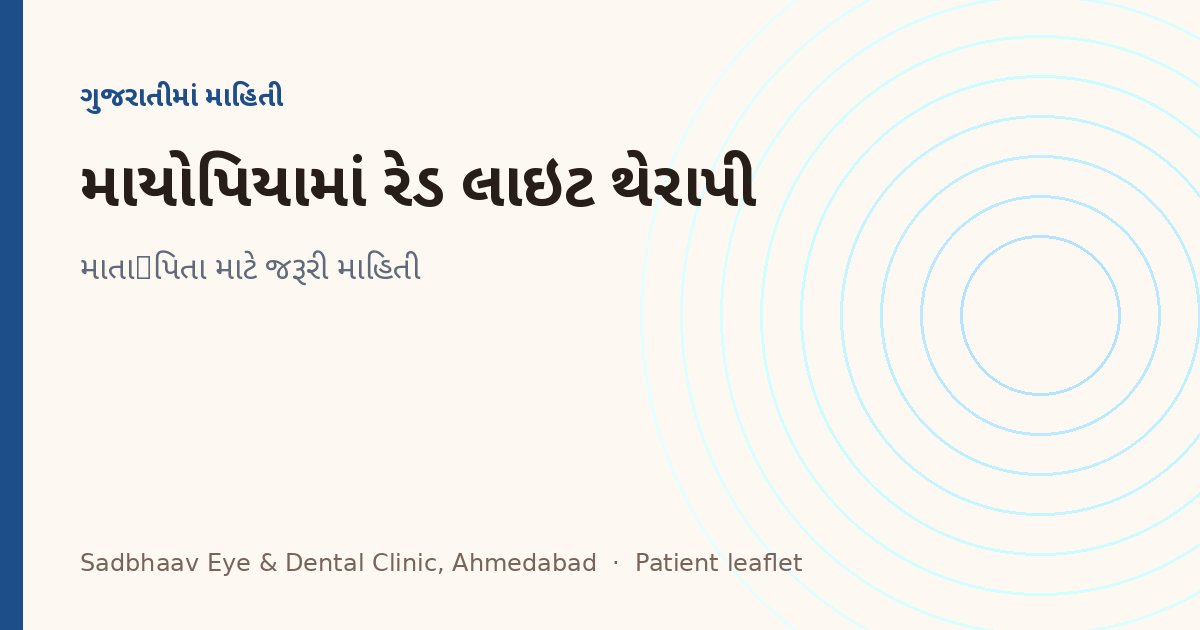 ગુજરાતીમાં માહિતી
માયોપિયામાં રેડ લાઇટ થેરાપી
માતા▯પિતા માટે જરૂરી માહિતી
Sadbhaav Eye & Dental Clinic, Ahmedabad · Patient leaflet